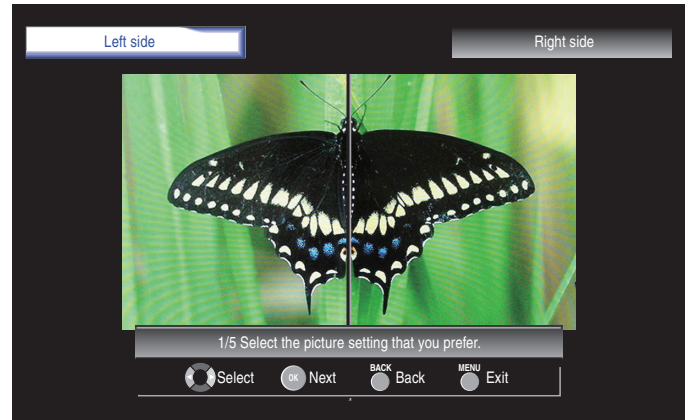 Left side
Right side
1/5 Select the picture setting that you prefer.
Select OK Next BACK Back MENU Exit